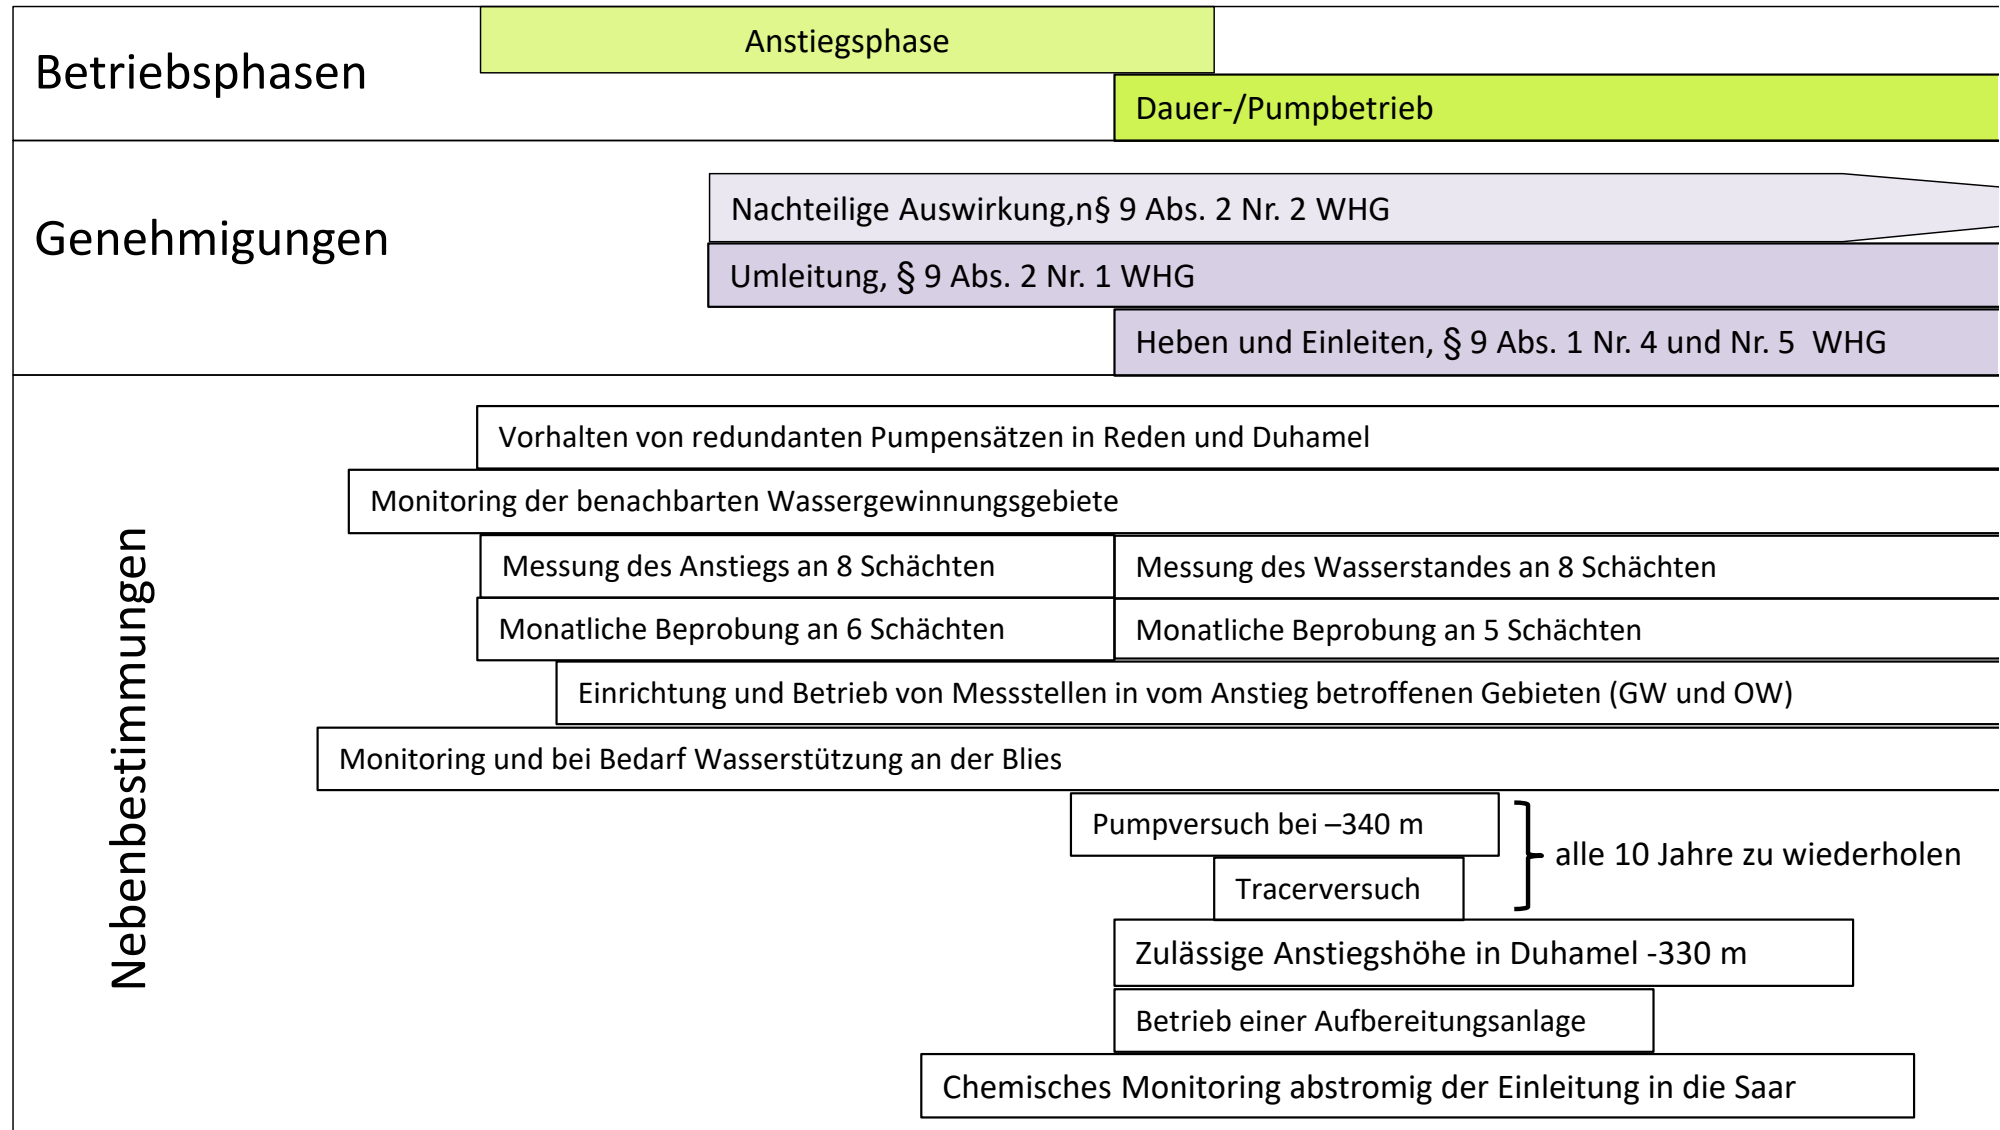 Betriebsphasen
Anstiegsphase
Dauer-/Pumpbetrieb
Genehmigungen
Nachteilige Auswirkung,n§ 9 Abs. 2 Nr. 2 WHG
Umleitung, § 9 Abs. 2 Nr. 1 WHG
Heben und Einleiten, § 9 Abs. 1 Nr. 4 und Nr. 5 WHG
Nebenbestimmungen
Vorhalten von redundanten Pumpensätzen in Reden und Duhamel
Monitoring der benachbarten Wassergewinnungsgebiete
Messung des Anstiegs an 8 Schächten
Messung des Wasserstandes an 8 Schächten
Monatliche Beprobung an 6 Schächten
Monatliche Beprobung an 5 Schächten
Einrichtung und Betrieb von Messstellen in vom Anstieg betroffenen Gebieten (GW und OW)
Monitoring und bei Bedarf Wasserstützung an der Blies
Pumpversuch bei –340 m
alle 10 Jahre zu wiederholen
Tracerversuch
Zulässige Anstiegshöhe in Duhamel -330 m
Betrieb einer Aufbereitungsanlage
Chemisches Monitoring abstromig der Einleitung in die Saar